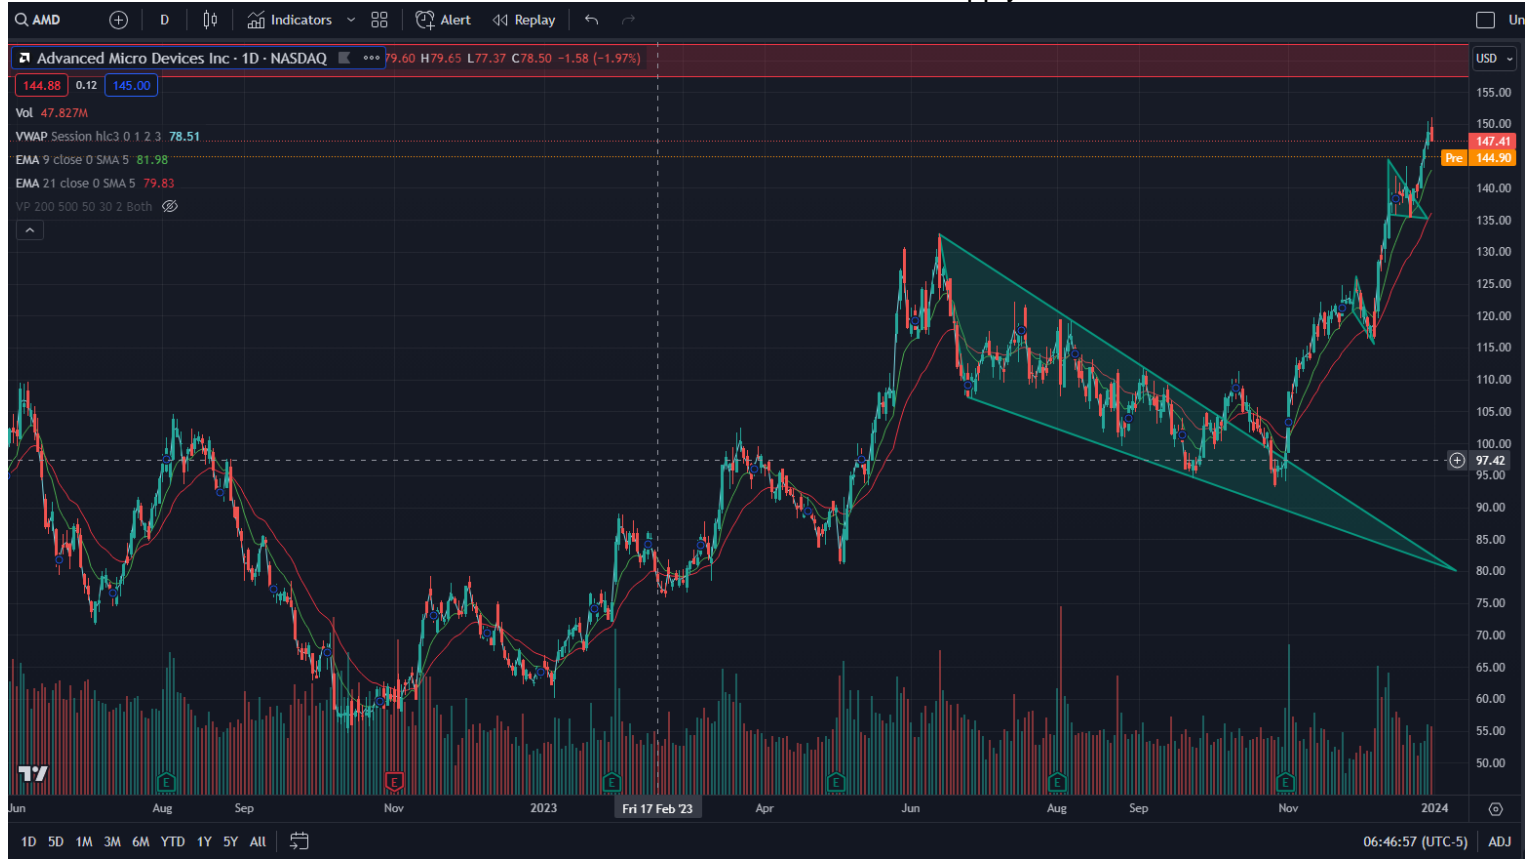 AMD D Indicators Alert Replay Un
Advanced Micro Devices Inc · 1D · NASDAQ 79.60 H79.65 L77.37 C78.50 −1.58 (−1.97%) USD
144.88 0.12 145.00
Vol 47.827M
VWAP Session hlc3 0 1 2 3 78.51
EMA 9 close 0 SMA 5 81.98
EMA 21 close 0 SMA 5 79.83
VP 200 500 50 30 2 Both
155.00
150.00
147.41
Pre 144.90
140.00
135.00
130.00
125.00
120.00
115.00
110.00
105.00
100.00
97.42
95.00
90.00
85.00
80.00
75.00
70.00
65.00
60.00
55.00
50.00
E E E E E E
Jun Aug Sep Nov 2023 Fri 17 Feb '23 Apr Jun Aug Sep Nov 2024
1D 5D 1M 3M 6M YTD 1Y 5Y All 06:46:57 (UTC-5) ADJ